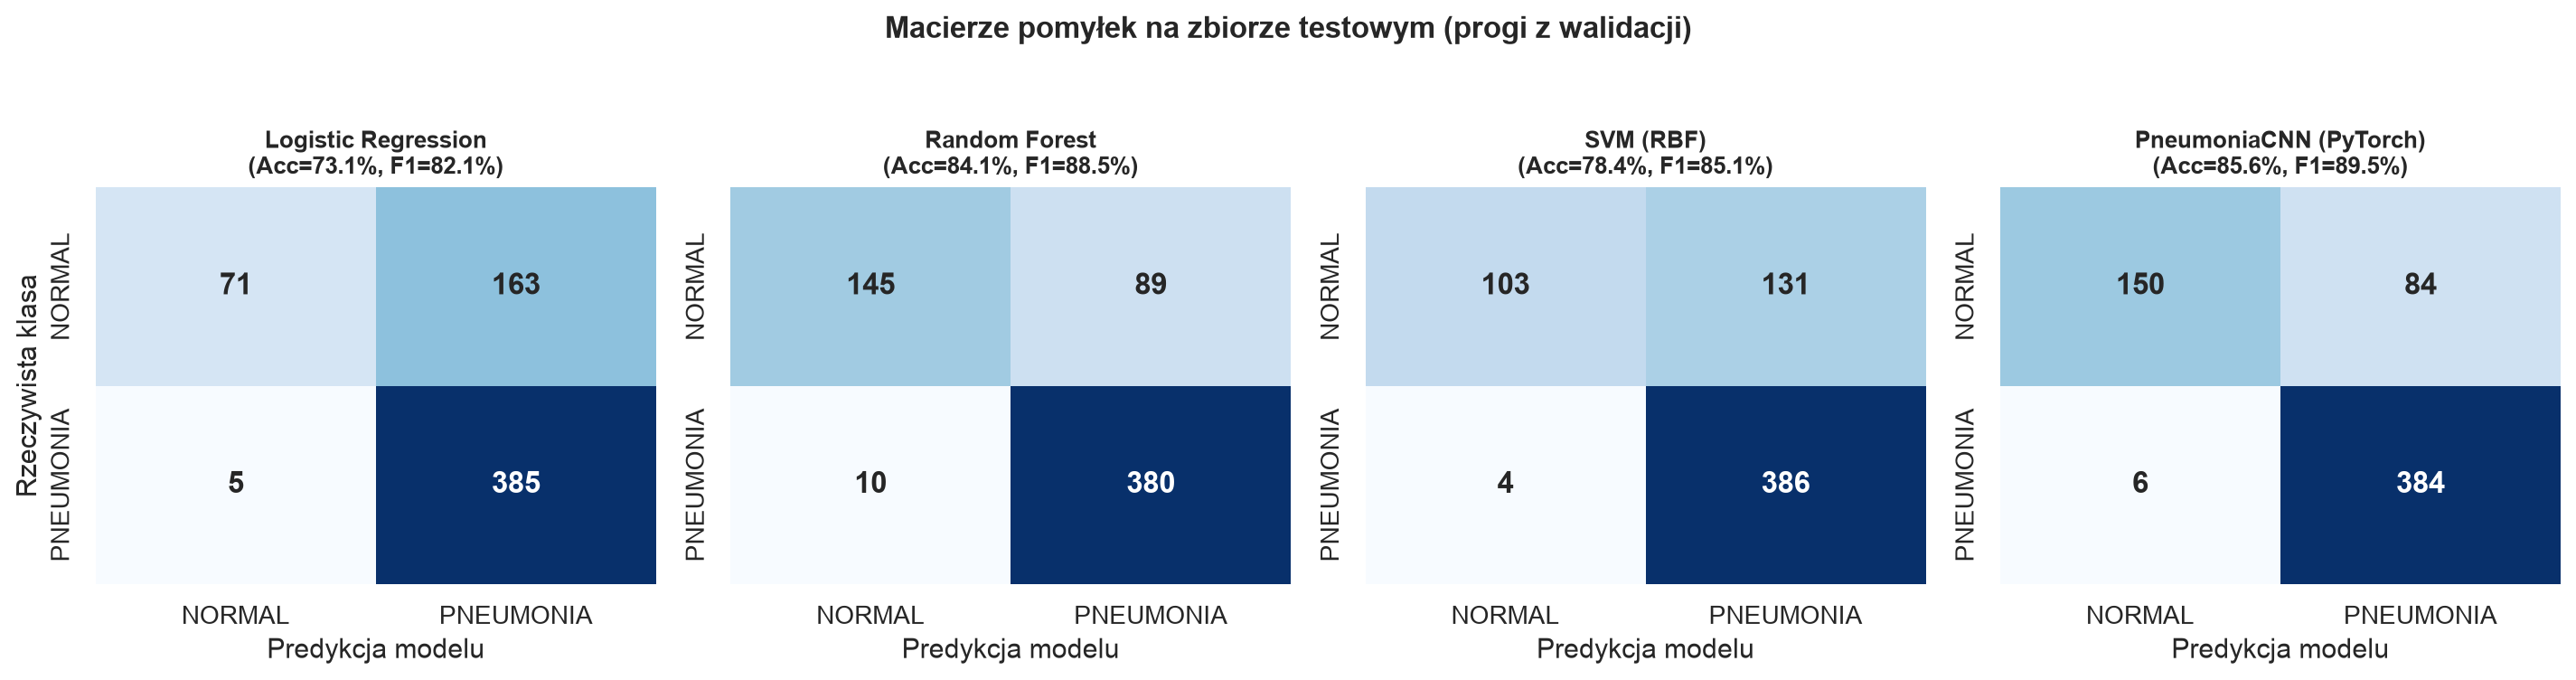 Macierze pomyłek na zbiorze testowym (progi z walidacji)
Logistic Regression
(Acc=73.1%, F1=82.1%)
Rzeczywista klasa
NORMAL
PNEUMONIA
71
163
5
385
NORMAL
PNEUMONIA
Predykcja modelu
Random Forest
(Acc=84.1%, F1=88.5%)
NORMAL
PNEUMONIA
145
89
10
380
NORMAL
PNEUMONIA
Predykcja modelu
SVM (RBF)
(Acc=78.4%, F1=85.1%)
NORMAL
PNEUMONIA
103
131
4
386
NORMAL
PNEUMONIA
Predykcja modelu
PneumoniaCNN (PyTorch)
(Acc=85.6%, F1=89.5%)
NORMAL
PNEUMONIA
150
84
6
384
NORMAL
PNEUMONIA
Predykcja modelu